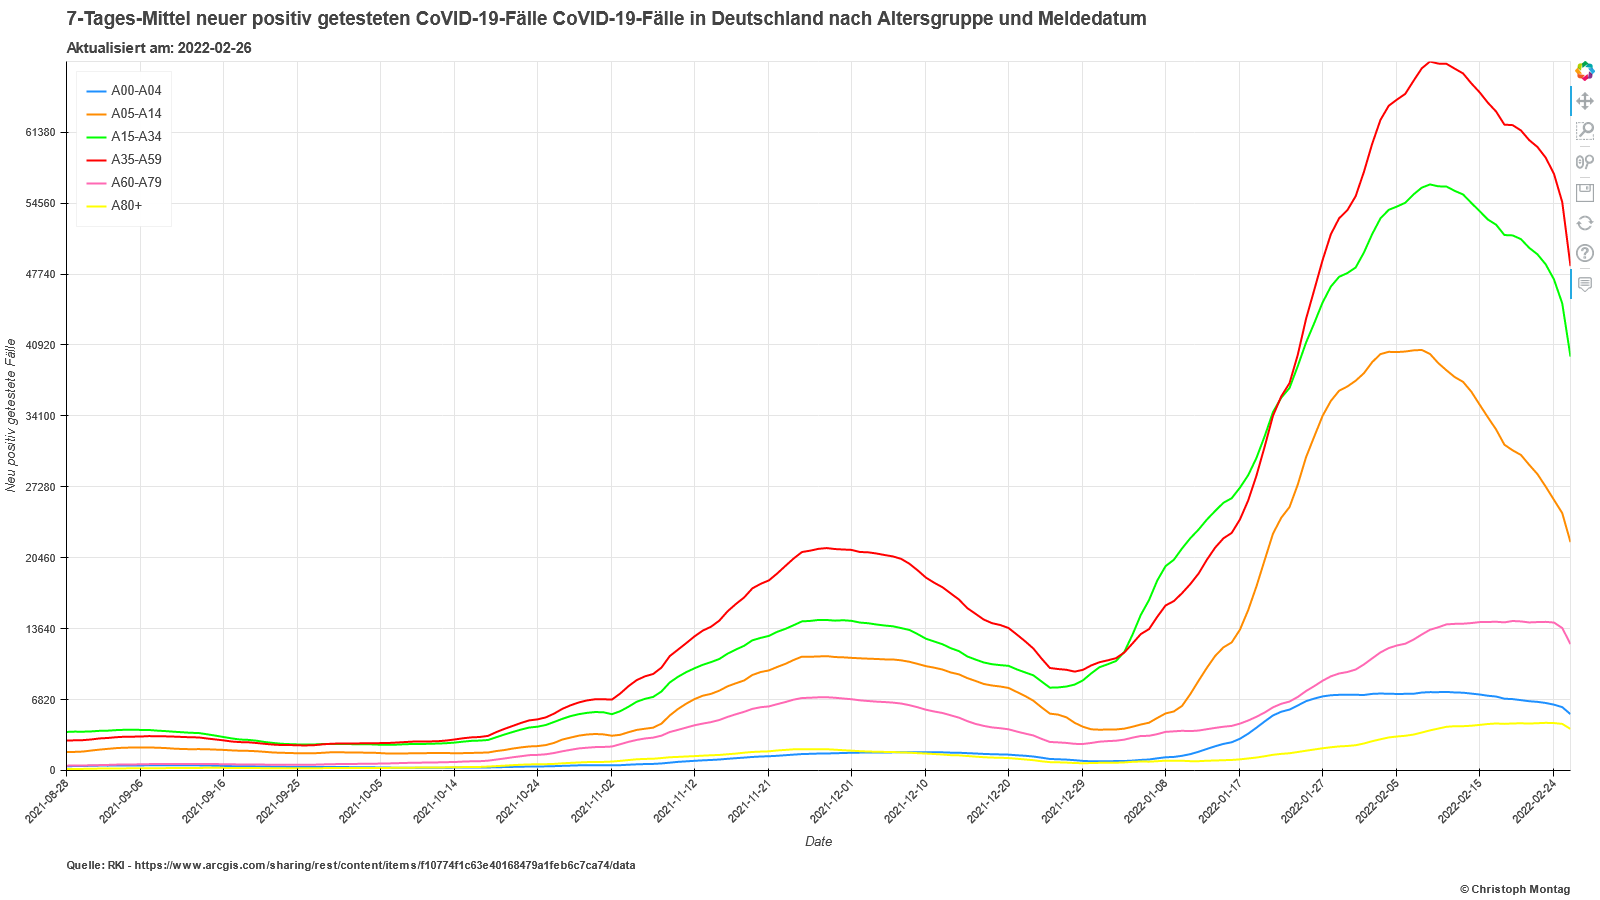 7-Tages-Mittel neuer positiv getesteten CoVID-19-Fälle CoVID-19-Fälle in Deutschland nach Altersgruppe und Meldedatum
Aktualisiert am: 2022-02-26
A00-A04
A05-A14
A15-A34
A35-A59
A60-A79
A80+
61380
54560
47740
40920
34100
27280
20460
13640
6820
0
Neu positiv getestete Fälle
2021-08-28
2021-09-06
2021-09-16
2021-09-25
2021-10-05
2021-10-14
2021-10-24
2021-11-02
2021-11-12
2021-11-21
2021-12-01
2021-12-10
2021-12-20
2021-12-29
2022-01-08
2022-01-17
2022-01-27
2022-02-05
2022-02-15
2022-02-24
Date
Quelle: RKI - https://www.arcgis.com/sharing/rest/content/items/f10774f1c63e40168479a1feb6c7ca74/data
© Christoph Montag